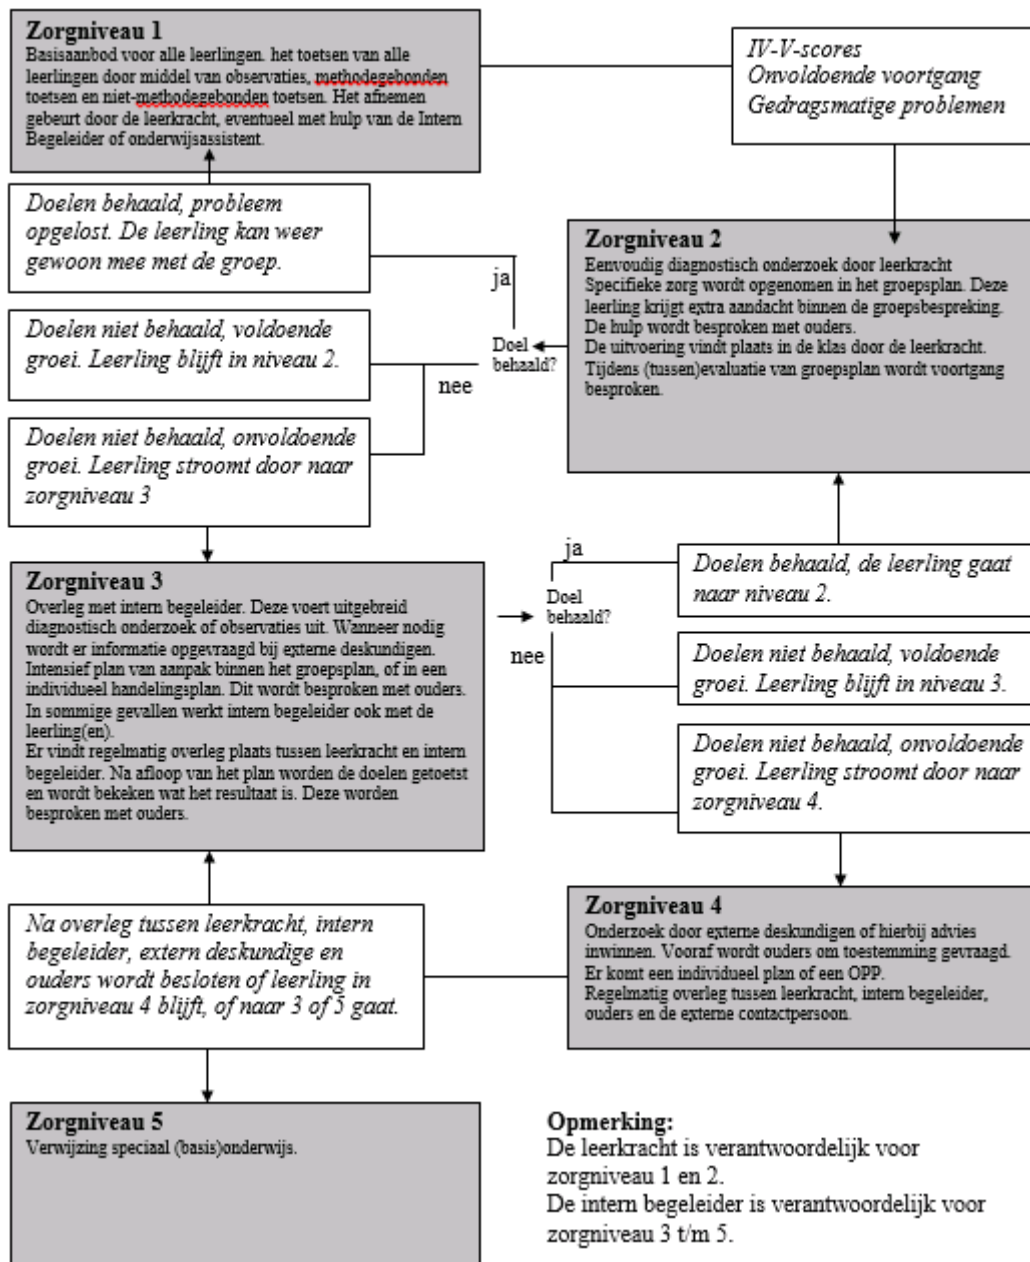 Zorgniveau 1
Basisaanbod voor alle leerlingen. het toetsen van alle
leerlingen door middel van observaties, methodegebonden
toetsen en niet-methodegebonden toetsen. Het afnemen
gebeurt door de leerkracht, eventueel met hulp van de Intern
Begeleider of onderwijsassistent.
IV-V-scores
Onvoldoende voortgang
Gedragsmatige problemen
Doelen behaald, probleem
opgelost. De leerling kan weer
gewoon mee met de groep.
ja
Zorgniveau 2
Eenvoudig diagnostisch onderzoek door leerkracht
Specifieke zorg wordt opgenomen in het groepsplan. Deze
leerling krijgt extra aandacht binnen de groepsbespreking.
De hulp wordt besproken met ouders.
De uitvoering vindt plaats in de klas door de leerkracht.
Tijdens (tussen)evaluatie van groepsplan wordt voortgang
besproken.
Doel
behaald?
nee
Doelen niet behaald, voldoende
groei. Leerling blijft in niveau 2.
Doelen niet behaald, onvoldoende
groei. Leerling stroomt door naar
zorgniveau 3
Zorgniveau 3
Overleg met intern begeleider. Deze voert uitgebreid
diagnostisch onderzoek of observaties uit. Wanneer nodig
wordt er informatie opgevraagd bij externe deskundigen.
Intensief plan van aanpak binnen het groepsplan, of in een
individueel handelingsplan. Dit wordt besproken met ouders.
In sommige gevallen werkt intern begeleider ook met de
leerling(en).
Er vindt regelmatig overleg plaats tussen leerkracht en intern
begeleider. Na afloop van het plan worden de doelen getoetst
en wordt bekeken wat het resultaat is. Deze worden
besproken met ouders.
ja
Doel
behaald?
nee
Doelen behaald, de leerling gaat
naar niveau 2.
Doelen niet behaald, voldoende
groei. Leerling blijft in niveau 3.
Doelen niet behaald, onvoldoende
groei. Leerling stroomt door naar
zorgniveau 4.
Zorgniveau 4
Onderzoek door externe deskundigen of hierbij advies
inwinnen. Vooraf wordt ouders om toestemming gevraagd.
Er komt een individueel plan of een OPP.
Regelmatig overleg tussen leerkracht, intern begeleider,
ouders en de externe contactpersoon.
Na overleg tussen leerkracht, intern
begeleider, extern deskundige en
ouders wordt besloten of leerling in
zorgniveau 4 blijft, of naar 3 of 5 gaat.
Zorgniveau 5
Verwijzing speciaal (basis)onderwijs.
Opmerking:
De leerkracht is verantwoordelijk voor
zorgniveau 1 en 2.
De intern begeleider is verantwoordelijk voor
zorgniveau 3 t/m 5.